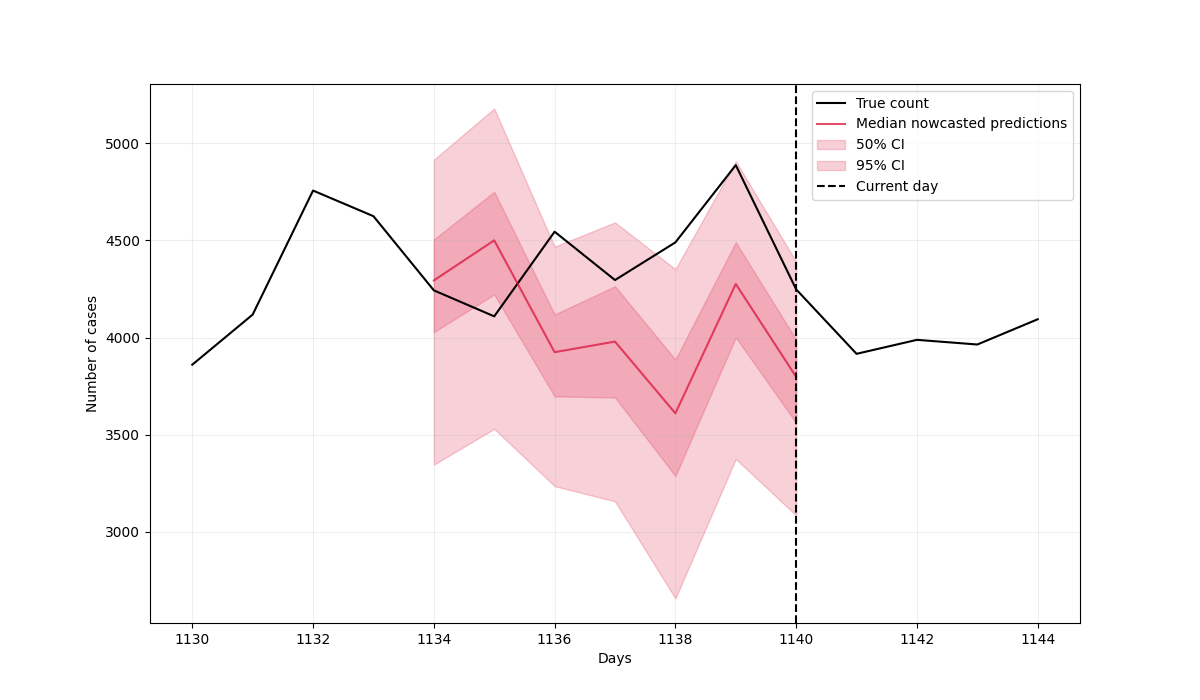 True count
Median nowcasted predictions
50% CI
95% CI
Current day
5000
4500
4000
3500
3000
Number of cases
1130 1132 1134 1136 1138 1140 1142 1144
Days